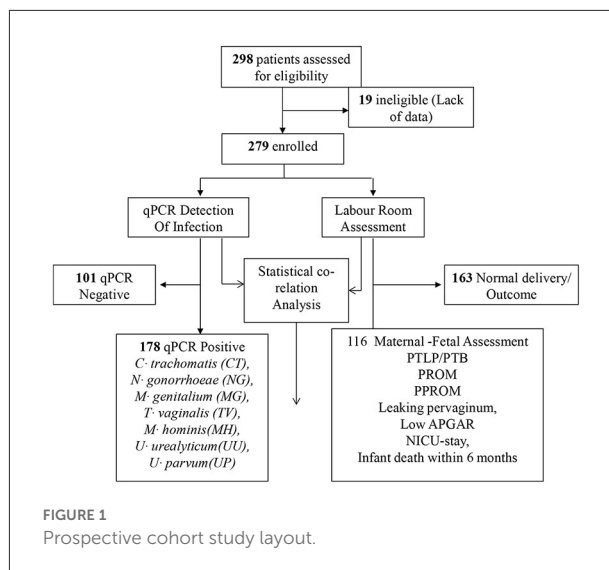 298 patients assessed
for eligibility
19 ineligible (Lack
of data)
279 enrolled
qPCR Detection
Of Infection
Labour Room
Assessment
Statistical co-
relation
Analysis
101 qPCR
Negative
163 Normal delivery/
Outcome
178 qPCR Positive
C· trachomatis (CT),
N· gonorrhoeae (NG),
M· genitalium (MG),
T· vaginalis (TV),
M· hominis(MH),
U· urealyticum(UU),
U· parvum(UP)
116 Maternal -Fetal Assessment
PTLP/PTB
PROM
PPROM
Leaking pervaginum,
Low APGAR
NICU-stay,
Infant death within 6 months
FIGURE 1
Prospective cohort study layout.